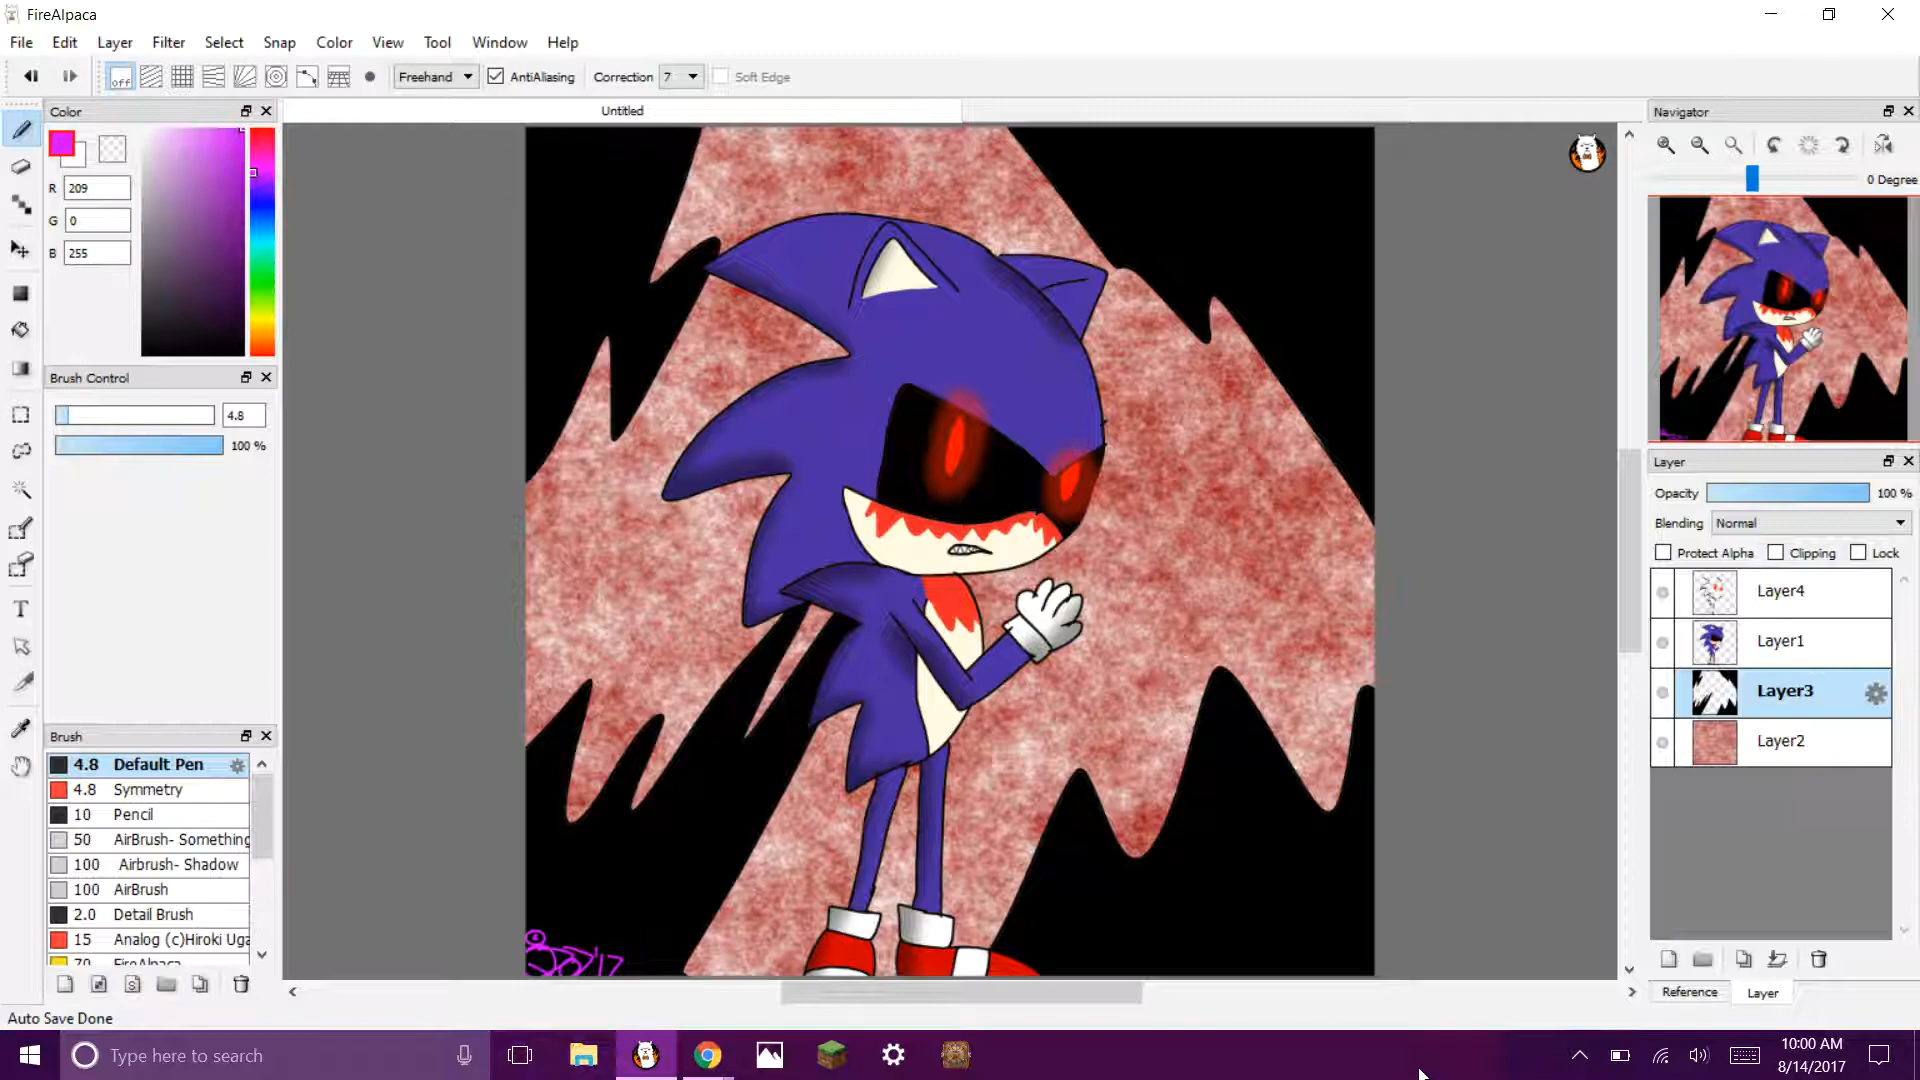 FireAlpaca
File Edit Layer Filter Select Snap Color View Tool Window Help
off Freehand AntiAliasing Correction 7 Soft Edge
Color
Untitled
Navigator
R 209
G 0
B 255
0 Degree
Brush Control
4.8
100 %
Layer
Opacity 100 %
Blending Normal
Protect Alpha Clipping Lock
Layer4
Layer1
Layer3
Layer2
Brush
4.8 Default Pen
4.8 Symmetry
10 Pencil
50 AirBrush- Something
100 Airbrush- Shadow
100 AirBrush
2.0 Detail Brush
15 Analog (c)Hiroki Uga
70 FireAlpaca
'17
Reference Layer
Auto Save Done
Type here to search
10:00 AM
8/14/2017